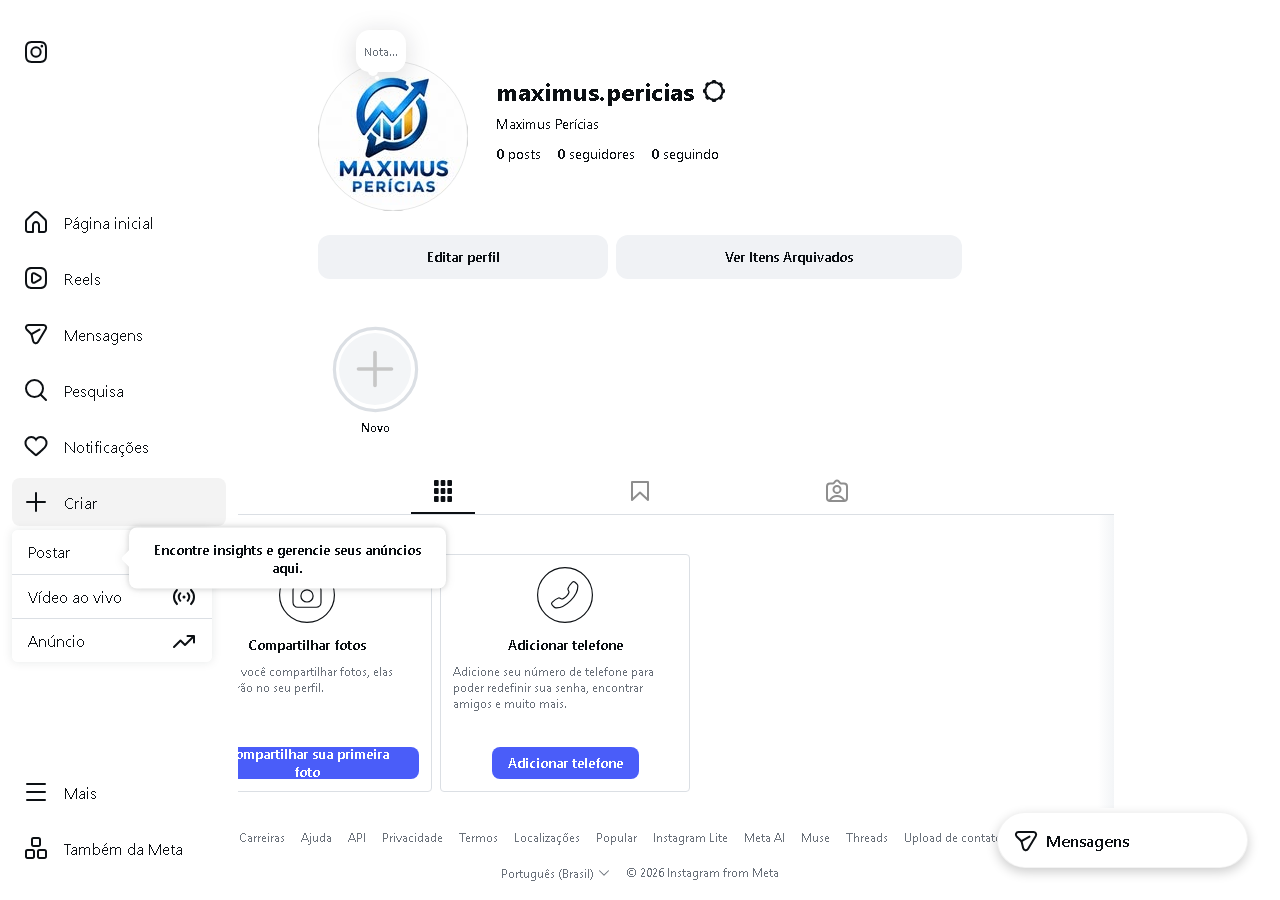 Nota...
MAXIMUS
PERÍCIAS
maximus.pericias
Maximus Perícias
0 posts 0 seguidores 0 seguindo
Editar perfil
Ver Itens Arquivados
Novo
Página inicial
Reels
Mensagens
Pesquisa
Notificações
Criar
Postar
Vídeo ao vivo
Anúncio
Encontre insights e gerencie seus anúncios
aqui.
Compartilhar fotos
você compartilhar fotos, elas
no seu perfil.
ompartilhar sua primeira
foto
Adicionar telefone
Adicione seu número de telefone para
poder redefinir sua senha, encontrar
amigos e muito mais.
Adicionar telefone
Mais
Também da Meta
Carreiras Ajuda API Privacidade Termos Localizações Popular Instagram Lite Meta AI Muse Threads Upload de contato
Português (Brasil) © 2026 Instagram from Meta
Mensagens